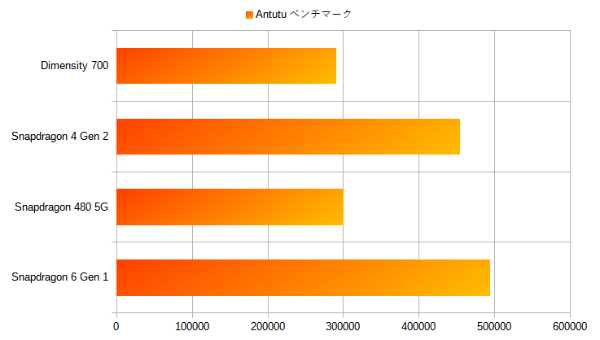 Antutu ベンチマーク
Dimensity 700
Snapdragon 4 Gen 2
Snapdragon 480 5G
Snapdragon 6 Gen 1
0 100000 200000 300000 400000 500000 600000